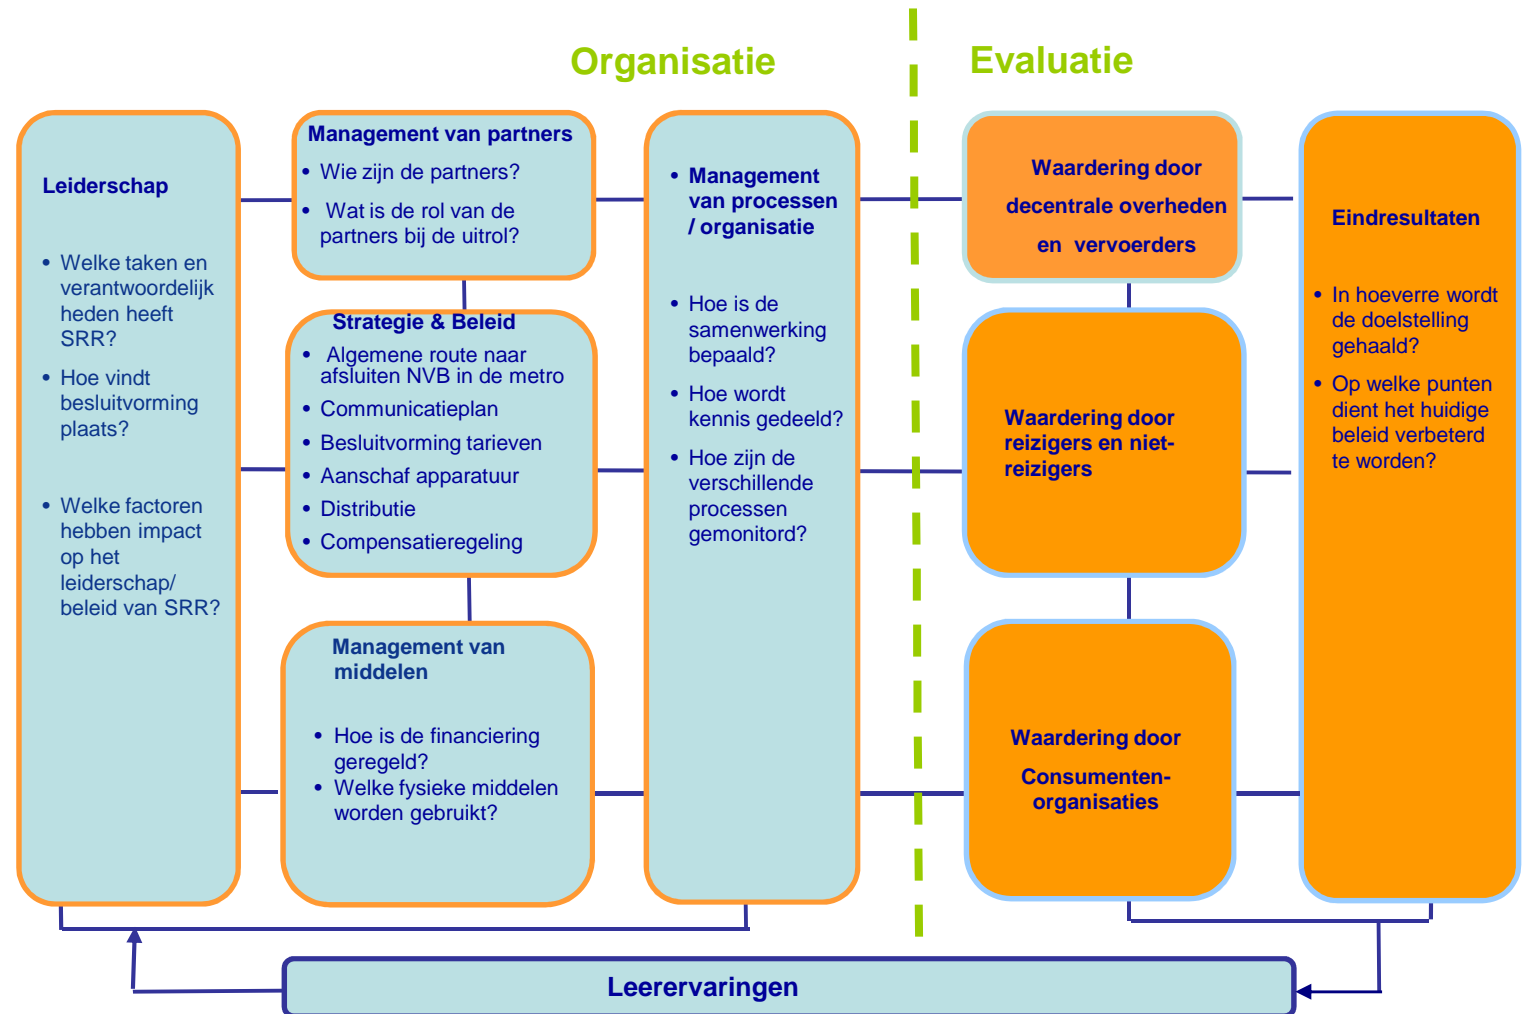 Organisatie
Evaluatie
Leiderschap
• Welke taken en
verantwoordelijk
heden heeft
SRR?
• Hoe vindt
besluitvorming
plaats?
• Welke factoren
hebben impact
op het
leiderschap/
beleid van SRR?
Management van partners
• Wie zijn de partners?
• Wat is de rol van de
partners bij de uitrol?
Strategie & Beleid
• Algemene route naar
afsluiten NVB in de metro
• Communicatieplan
• Besluitvorming tarieven
• Aanschaf apparatuur
• Distributie
• Compensatieregeling
Management van
middelen
• Hoe is de financiering
geregeld?
• Welke fysieke middelen
worden gebruikt?
• Management
van processen
/ organisatie
• Hoe is de
samenwerking
bepaald?
• Hoe wordt
kennis gedeeld?
• Hoe zijn de
verschillende
processen
gemonitord?
Waardering door
decentrale overheden
en vervoerders
Waardering door
reizigers en niet-
reizigers
Waardering door
Consumenten-
organisaties
Eindresultaten
• In hoeverre wordt
de doelstelling
gehaald?
• Op welke punten
dient het huidige
beleid verbeterd
te worden?
Leerervaringen